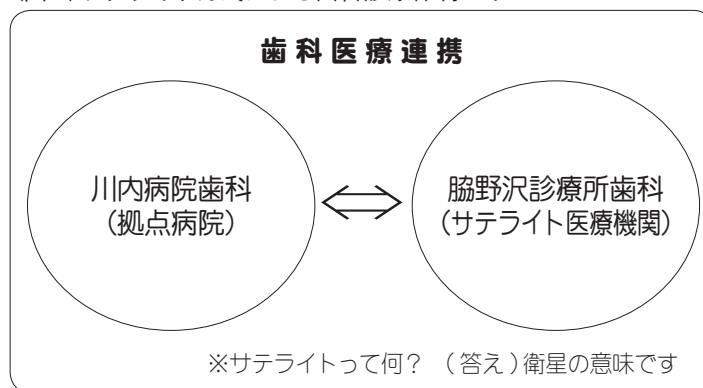 歯科医療連携
川内病院歯科
（拠点病院）
脇野沢診療所歯科
（サテライト医療機関）
※サテライトって何？　（答え）衛星の意味です